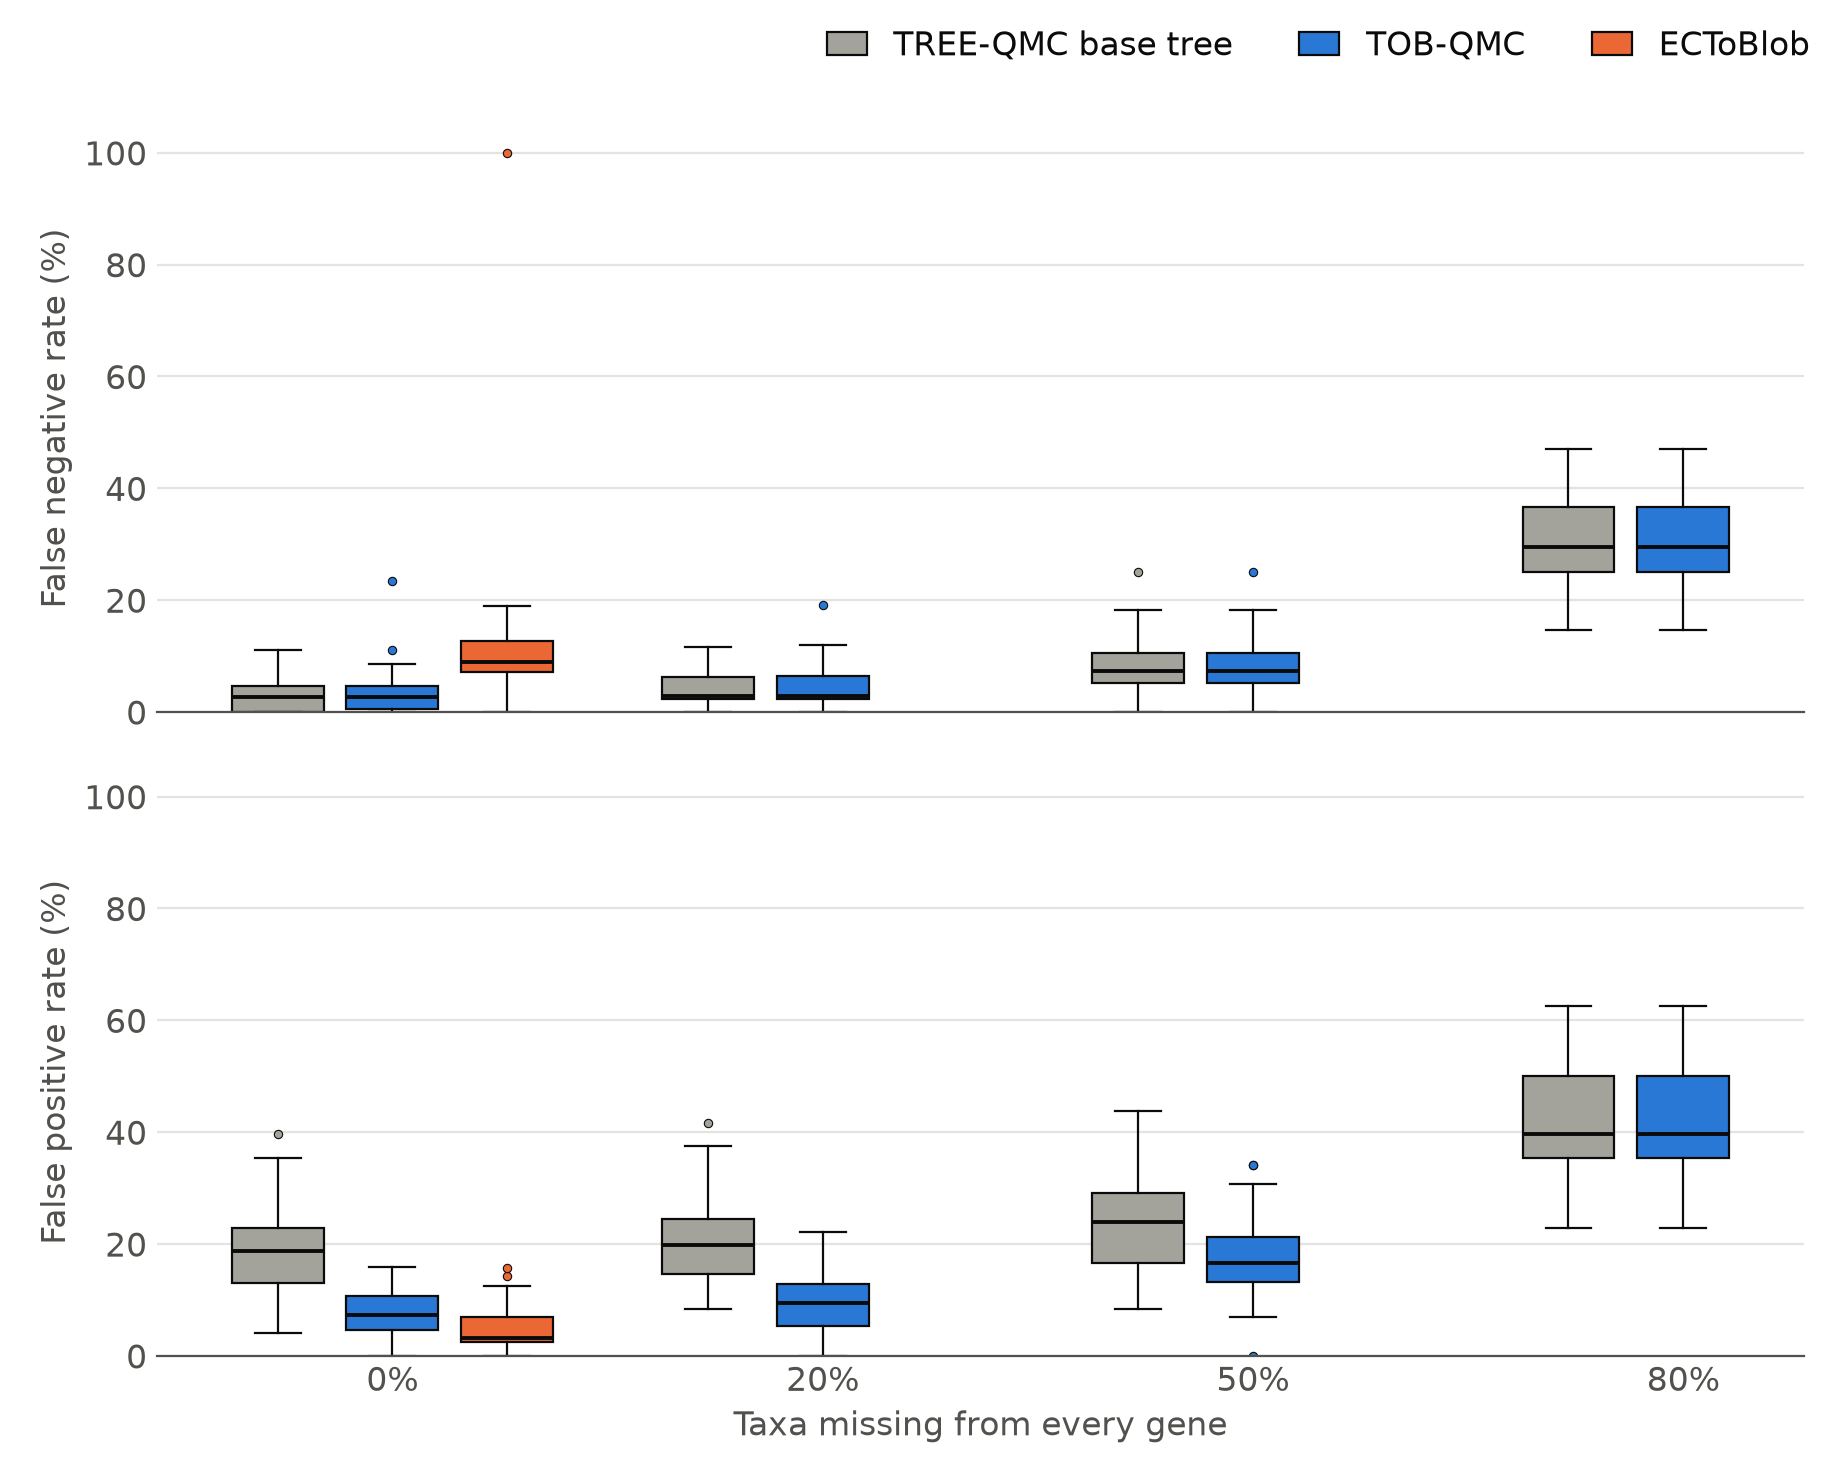 TREE-QMC base tree TOB-QMC ECToBlob
False negative rate (%)
100
80
60
40
20
0
False positive rate (%)
100
80
60
40
20
0
0% 20% 50% 80%
Taxa missing from every gene